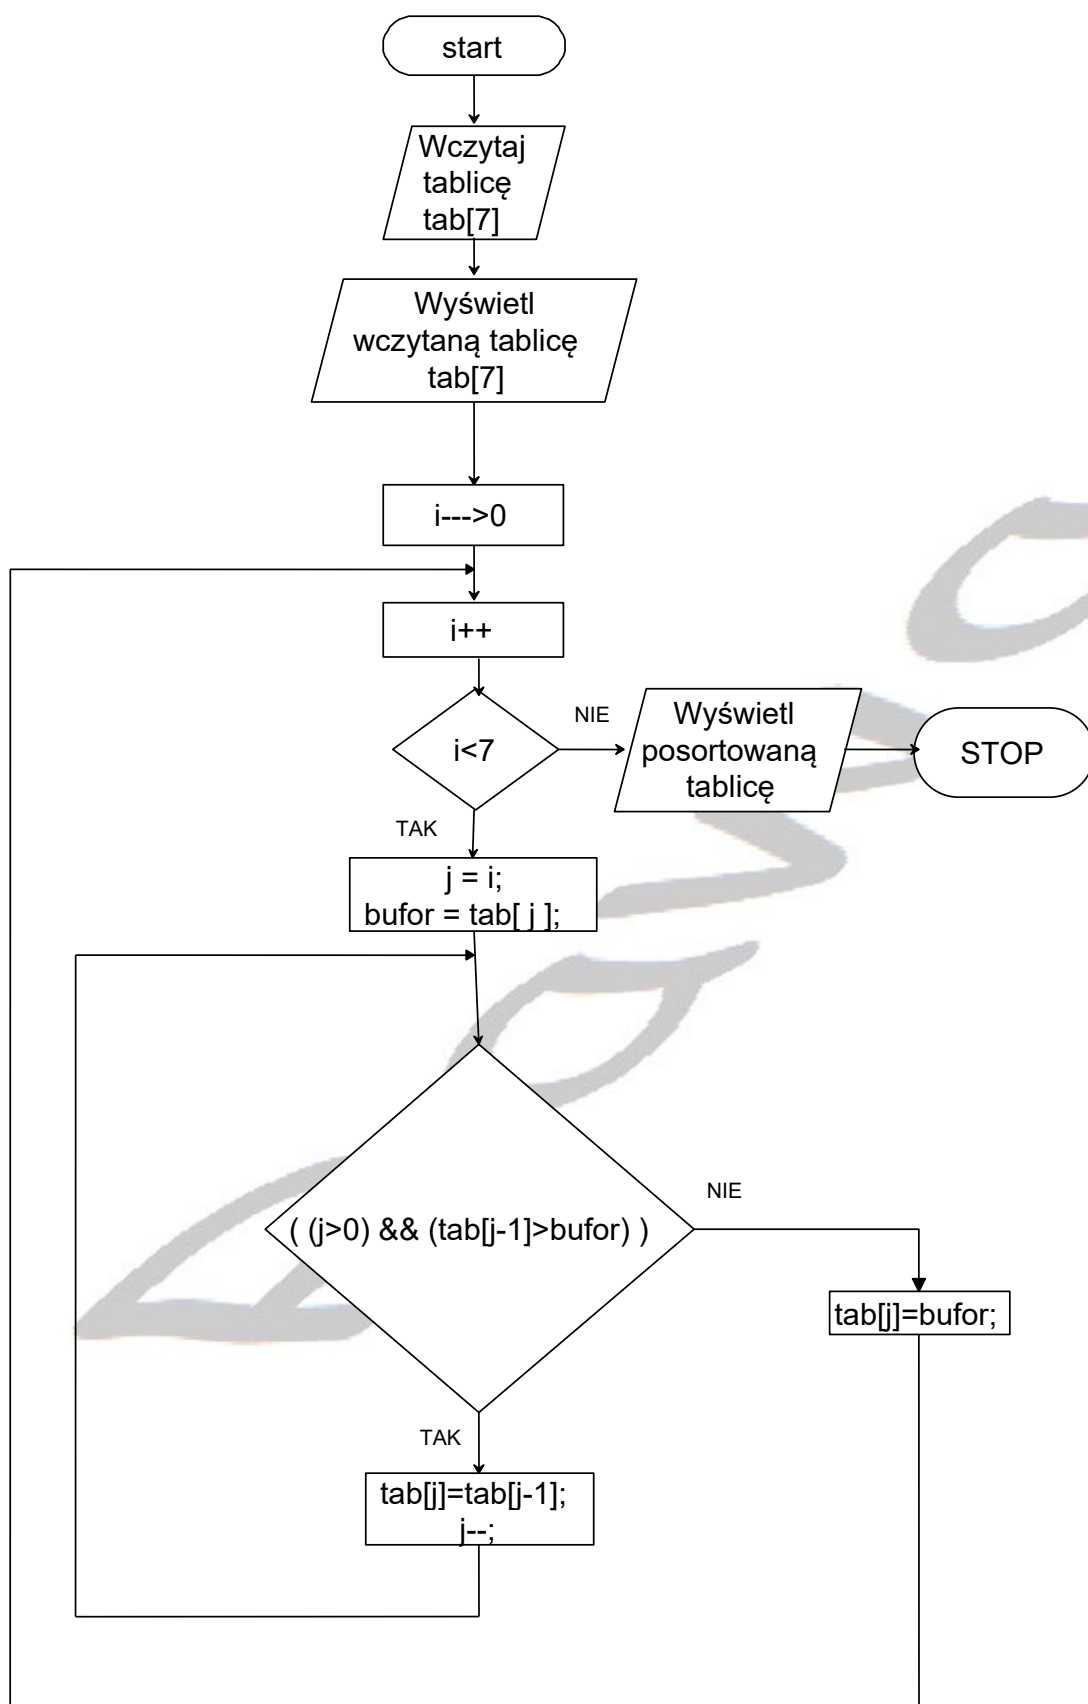 start
Wczytaj
tablicę
tab[7]
Wyświetl
wczytaną tablicę
tab[7]
i--->0
i++
i<7
NIE
Wyświetl
posortowaną
tablicę
STOP
TAK
j = i;
bufor = tab[ j ];
( (j>0) && (tab[j-1]>bufor) )
NIE
tab[j]=bufor;
TAK
tab[j]=tab[j-1];
j--;